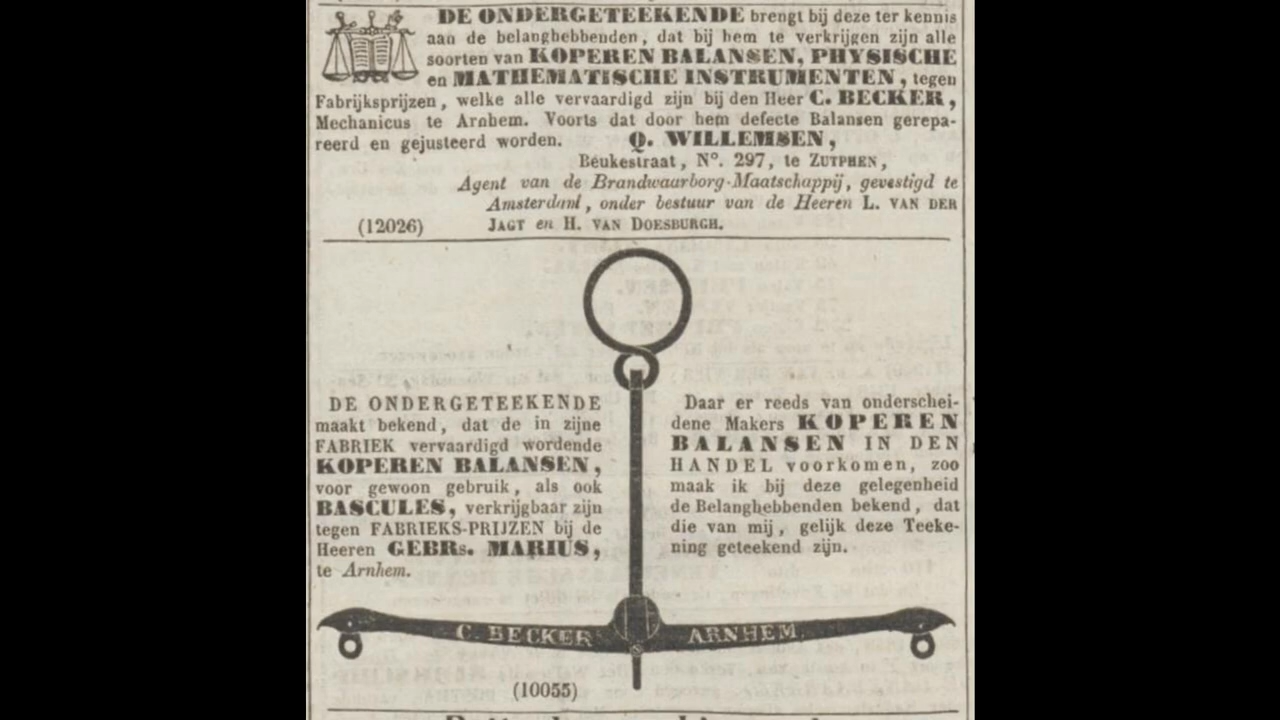 DE ONDERGETEEKENDE brengt bij deze ter kennis
aan de belanghebbenden, dat bij hem te verkrijgen zijn alle
soorten van KOPEREN BALANSEN, PHYSISCHE
en MATHEMATISCHE INSTRUMENTEN, tegen
Fabrijksprijzen, welke alle vervaardigd zijn bij den Heer C. BECKER,
Mechanicus te Arnhem. Voorts dat door hem defecte Balansen gerepa-
reerd en gejusteerd worden. Q. WILLEMSEN,
Beukestraat, N°. 297, te ZUTPHEN,
Agent van de Brandwaarborg-Maatschappij, gevestigd te
Amsterdam, onder bestuur van de Heeren L. VAN DER
(12026) JAGT en H. VAN DOESBURGH.
DE ONDERGETEEKENDE
maakt bekend, dat de in zijne
FABRIEK vervaardigd wordende
KOPEREN BALANSEN,
voor gewoon gebruik, als ook
BASCULES, verkrijgbaar zijn
tegen FABRIEKS-PRIJZEN bij de
Heeren GEBRs. MARIUS,
te Arnhem.
Daar er reeds van onderschei-
dene Makers KOPEREN
BALANSEN IN DEN
HANDEL voorkomen, zoo
maak ik bij deze gelegenheid
de Belanghebbenden bekend, dat
die van mij, gelijk deze Teeke-
ning geteekend zijn.
C. BECKER ARNHEM
(10055)